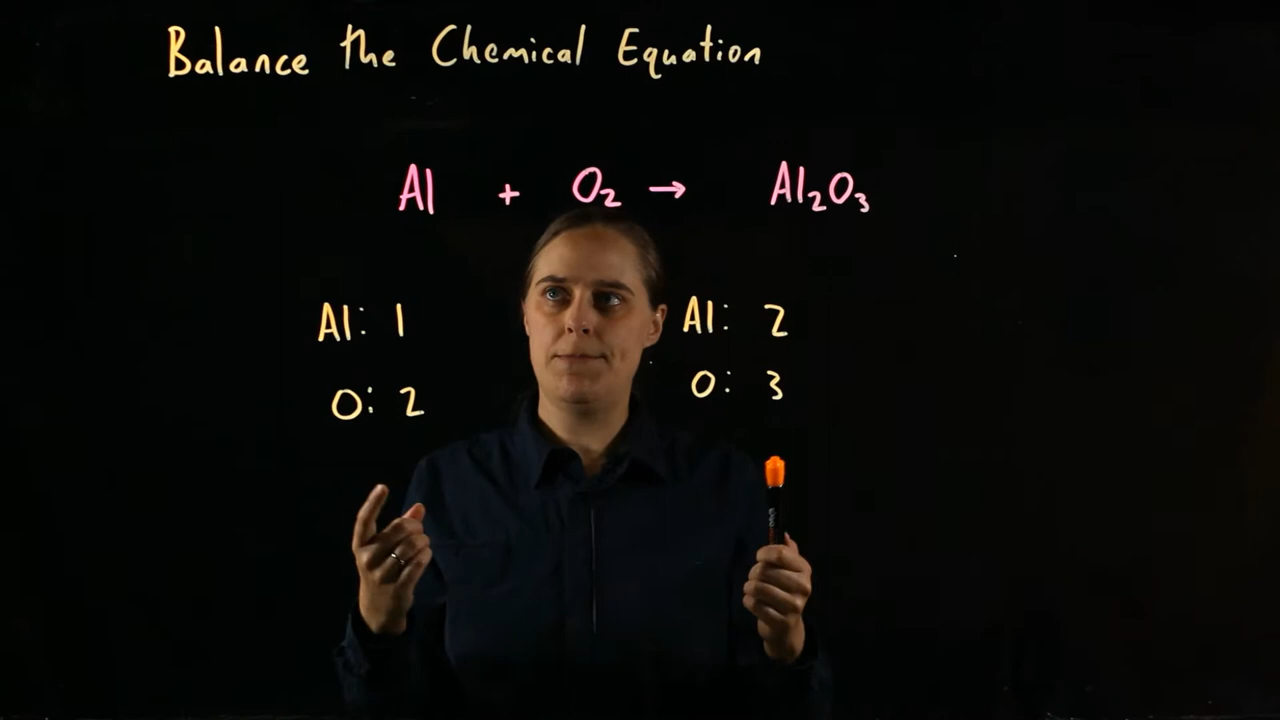 Balance the Chemical Equation
Al + O₂ → Al₂O₃
Al: 1 Al: 2
O: 2 O: 3